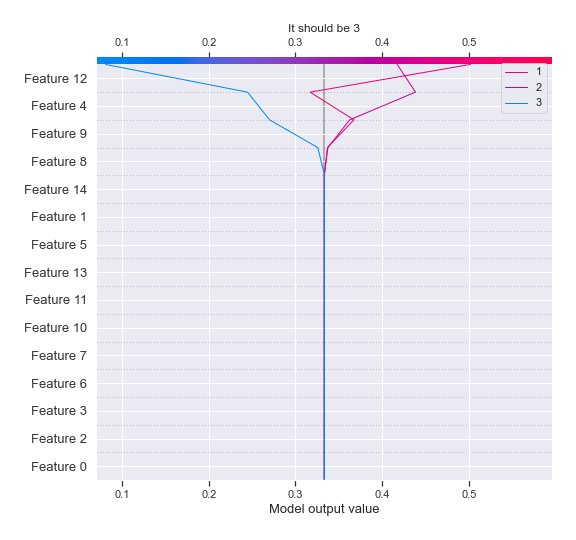 It should be 3
0.1 0.2 0.3 0.4 0.5
1
2
3
Feature 12
Feature 4
Feature 9
Feature 8
Feature 14
Feature 1
Feature 5
Feature 13
Feature 11
Feature 10
Feature 7
Feature 6
Feature 3
Feature 2
Feature 0
0.1 0.2 0.3 0.4 0.5
Model output value